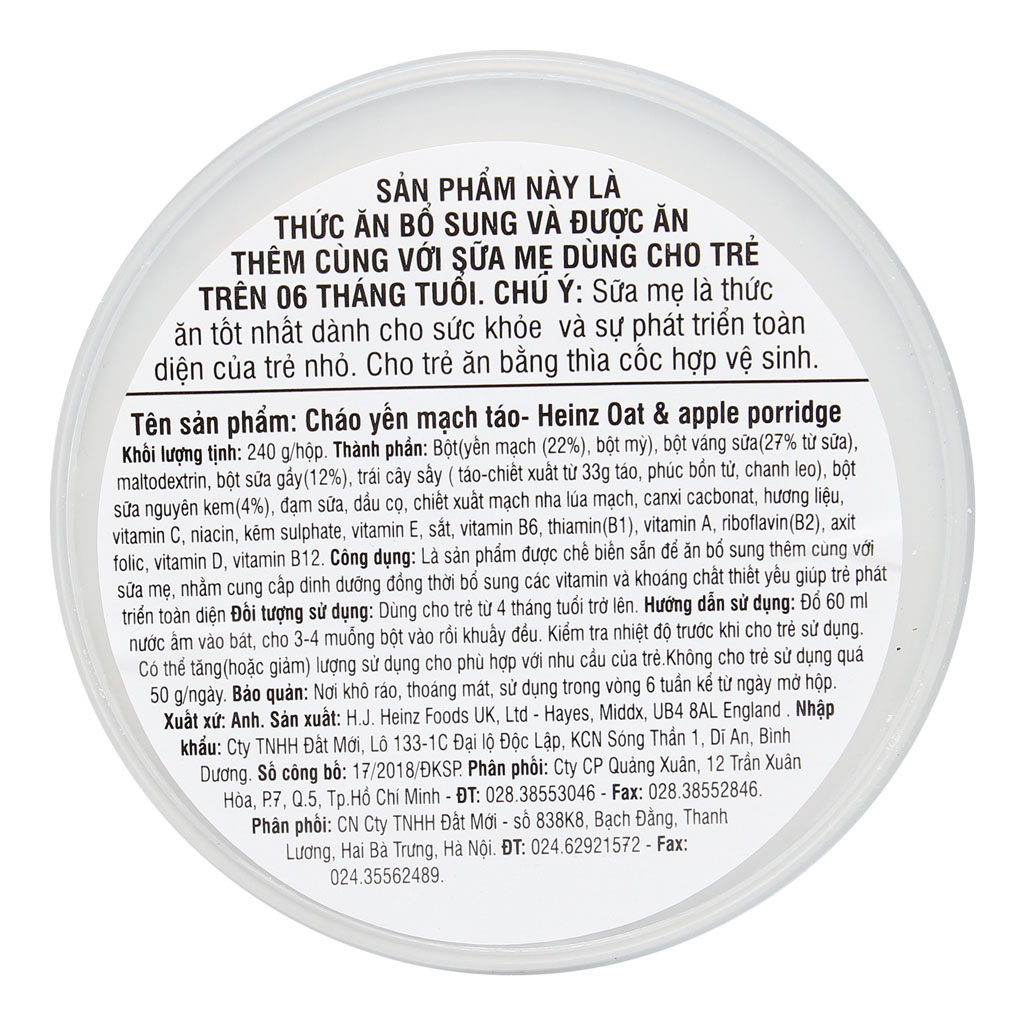 SẢN PHẨM NÀY LÀ
THỨC ĂN BỔ SUNG VÀ ĐƯỢC ĂN
THÊM CÙNG VỚI SỮA MẸ DÙNG CHO TRẺ
TRÊN 06 THÁNG TUỔI. CHÚ Ý: Sữa mẹ là thức
ăn tốt nhất dành cho sức khỏe và sự phát triển toàn
diện của trẻ nhỏ. Cho trẻ ăn bằng thìa cốc hợp vệ sinh.
Tên sản phẩm: Cháo yến mạch táo- Heinz Oat & apple porridge
Khối lượng tịnh: 240 g/hộp. Thành phần: Bột(yến mạch (22%), bột mỳ), bột váng sữa(27% từ sữa),
maltodextrin, bột sữa gầy(12%), trái cây sấy ( táo-chiết xuất từ 33g táo, phúc bồn tử, chanh leo), bột
sữa nguyên kem(4%), đạm sữa, dầu cọ, chiết xuất mạch nha lúa mạch, canxi cacbonat, hương liệu,
vitamin C, niacin, kẽm sulphate, vitamin E, sắt, vitamin B6, thiamin(B1), vitamin A, riboflavin(B2), axit
folic, vitamin D, vitamin B12. Công dụng: Là sản phẩm được chế biến sẵn để ăn bổ sung thêm cùng với
sữa mẹ, nhằm cung cấp dinh dưỡng đồng thời bổ sung các vitamin và khoáng chất thiết yếu giúp trẻ phát
triển toàn diện Đối tượng sử dụng: Dùng cho trẻ từ 4 tháng tuổi trở lên. Hướng dẫn sử dụng: Đổ 60 ml
nước ấm vào bát, cho 3-4 muỗng bột vào rồi khuấy đều. Kiểm tra nhiệt độ trước khi cho trẻ sử dụng.
Có thể tăng(hoặc giảm) lượng sử dụng cho phù hợp với nhu cầu của trẻ.Không cho trẻ sử dụng quá
50 g/ngày. Bảo quản: Nơi khô ráo, thoáng mát, sử dụng trong vòng 6 tuần kể từ ngày mở hộp.
Xuất xứ: Anh. Sản xuất: H.J. Heinz Foods UK, Ltd - Hayes, Middx, UB4 8AL England . Nhập
khẩu: Cty TNHH Đất Mới, Lô 133-1C Đại lộ Độc Lập, KCN Sóng Thần 1, Dĩ An, Bình
Dương. Số công bố: 17/2018/ĐKSP. Phân phối: Cty CP Quảng Xuân, 12 Trần Xuân
Hòa, P.7, Q.5, Tp.Hồ Chí Minh - ĐT: 028.38553046 - Fax: 028.38552846.
Phân phối: CN Cty TNHH Đất Mới - số 838K8, Bạch Đằng, Thanh
Lương, Hai Bà Trưng, Hà Nội. ĐT: 024.62921572 - Fax:
024.35562489.